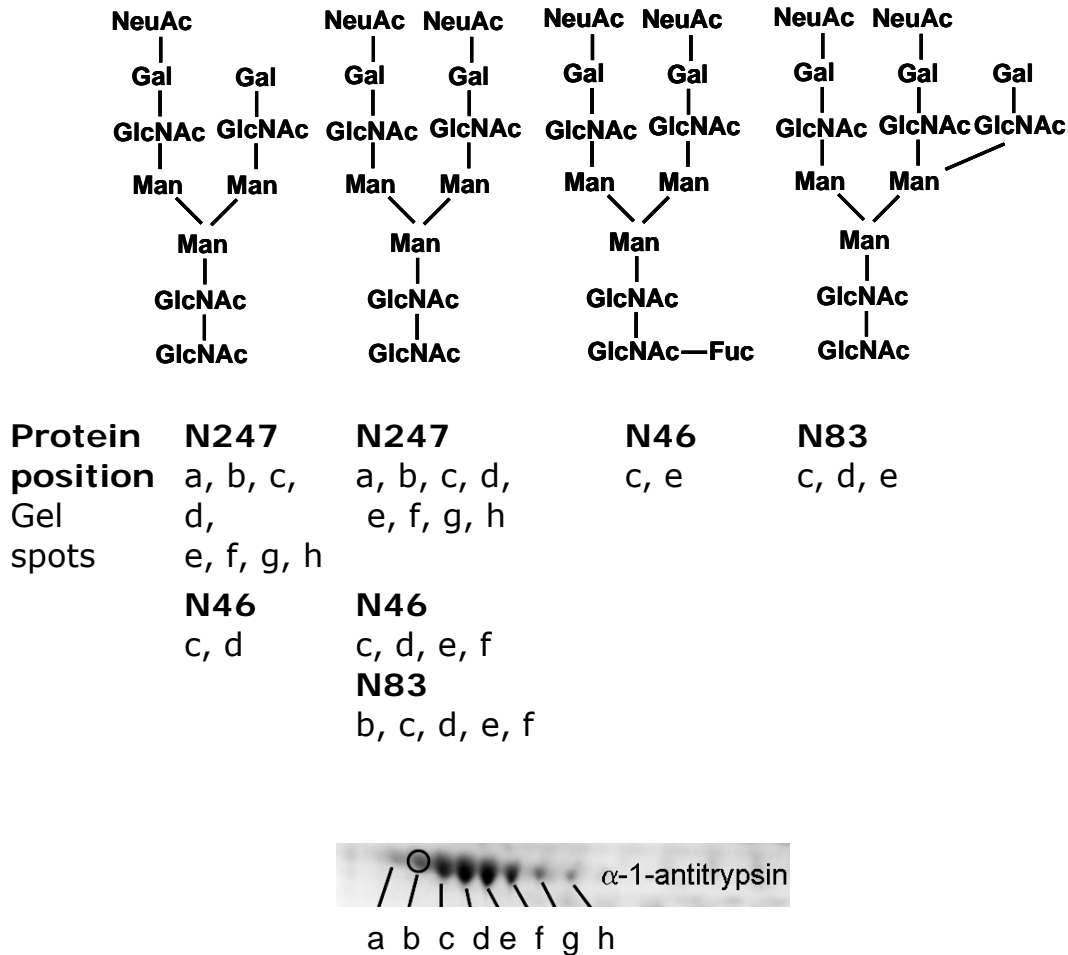 NeuAc NeuAc NeuAc NeuAc NeuAc NeuAc NeuAc
Gal Gal Gal Gal Gal Gal Gal Gal Gal
GlcNAc GlcNAc GlcNAc GlcNAc GlcNAc GlcNAc GlcNAc GlcNAc GlcNAc
Man Man Man Man Man Man Man Man
Man Man Man Man
GlcNAc GlcNAc GlcNAc GlcNAc
GlcNAc GlcNAc GlcNAc—Fuc GlcNAc
Protein N247 N247 N46 N83
position a, b, c, a, b, c, d, c, e c, d, e
Gel d, e, f, g, h
spots e, f, g, h
N46 N46
c, d c, d, e, f
N83
b, c, d, e, f
α-1-antitrypsin
a b c d e f g h